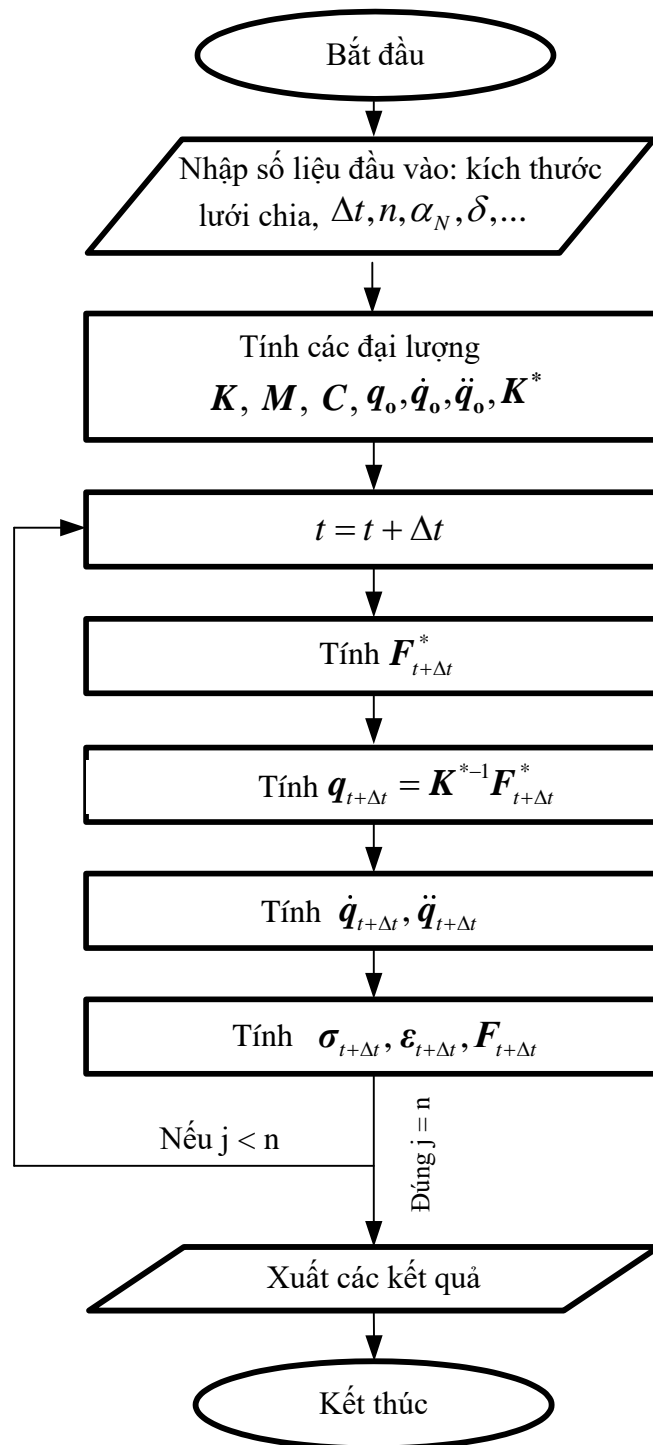 Bắt đầu
Nhập số liệu đầu vào: kích thước
lưới chia, Δt, n, α_N, δ,...
Tính các đại lượng
K, M, C, q_o, q̇_o, q̈_o, K^*
t = t + Δt
Tính F^*_{t+Δt}
Tính q_{t+Δt} = K^{*-1} F^*_{t+Δt}
Tính q̇_{t+Δt}, q̈_{t+Δt}
Tính σ_{t+Δt}, ε_{t+Δt}, F_{t+Δt}
Nếu j < n
Đúng j = n
Xuất các kết quả
Kết thúc